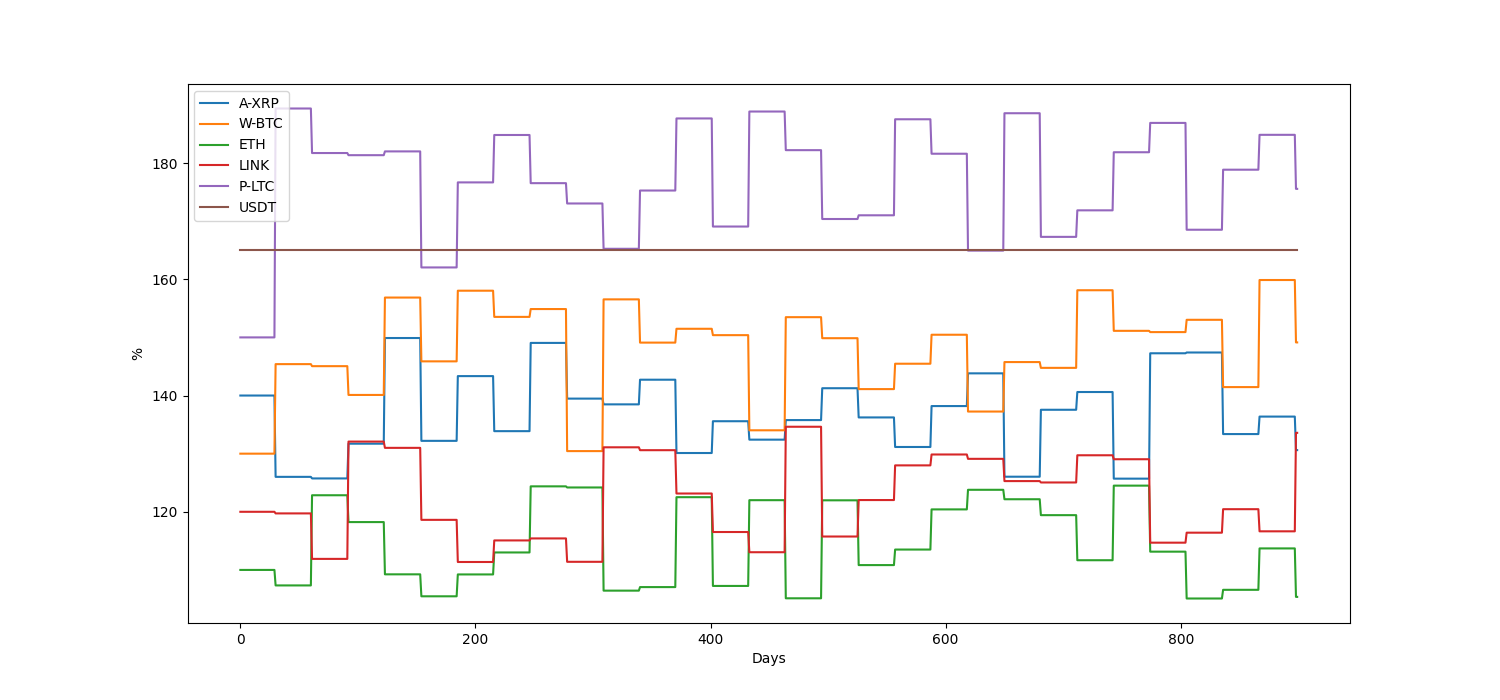 A-XRP
W-BTC
ETH
LINK
P-LTC
USDT
180
160
140
120
%
0 200 400 600 800
Days